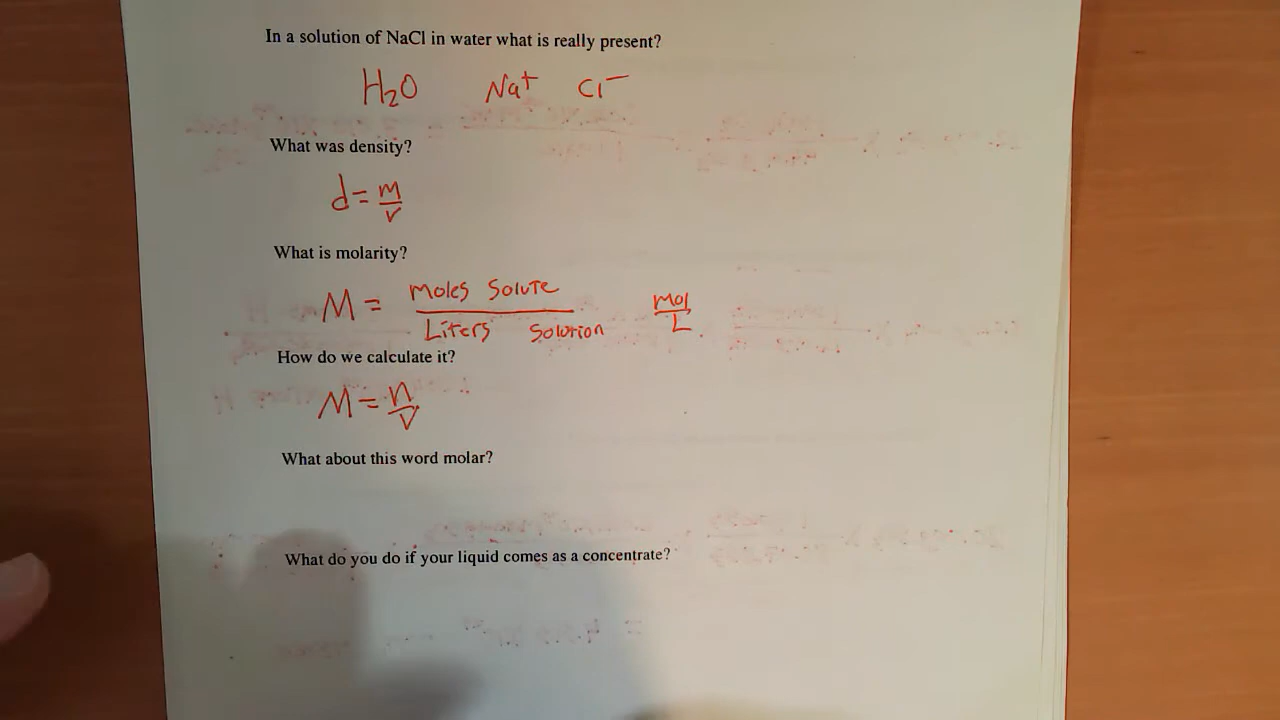 In a solution of NaCl in water what is really present?
H₂O Na⁺ Cl⁻
What was density?
d = m/v
What is molarity?
M = Moles Solute / Liters Solution mol/L
How do we calculate it?
M = n/v
What about this word molar?
What do you do if your liquid comes as a concentrate?